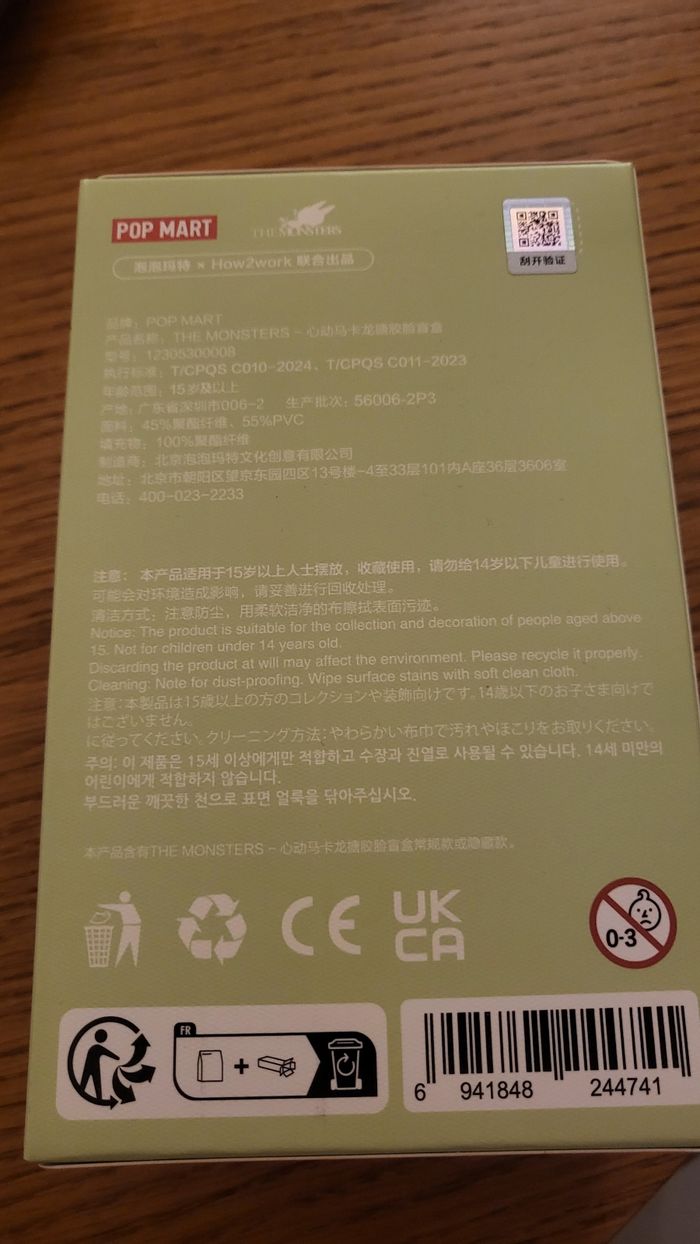 POP MART
THE MONSTERS
泡泡玛特 × How2work 联合出品
刮开验证
品牌：POP MART
产品名称：THE MONSTERS - 心动马卡龙搪胶脸盲盒
型号：12305300008
执行标准：T/CPQS C010-2024、T/CPQS C011-2023
年龄范围：15岁及以上
产地：广东省深圳市006-2 生产批次：56006-2P3
面料：45%聚酯纤维、55%PVC
填充物：100%聚酯纤维
制造商：北京泡泡玛特文化创意有限公司
地址：北京市朝阳区望京东园四区13号楼-4至33层101内A座36层3606室
电话：400-023-2233
注意： 本产品适用于15岁以上人士摆放，收藏使用，请勿给14岁以下儿童进行使用。
可能会对环境造成影响，请妥善进行回收处理。
清洁方式：注意防尘，用柔软洁净的布擦拭表面污迹。
Notice: The product is suitable for the collection and decoration of people aged above
15. Not for children under 14 years old.
Discarding the product at will may affect the environment. Please recycle it properly.
Cleaning: Note for dust-proofing. Wipe surface stains with soft clean cloth.
注意：本製品は15歳以上の方のコレクションや装飾向けです。14歳以下のお子さま向けで
はございません。
に従ってください。クリーニング方法：やわらかい布巾で汚れやほこりをお取りください。
주의: 이 제품은 15세 이상에게만 적합하고 수장과 진열로 사용될 수 있습니다. 14세 미만의
어린이에게 적합하지 않습니다.
부드러운 깨끗한 천으로 표면 얼룩을 닦아주십시오.
本产品含有THE MONSTERS - 心动马卡龙搪胶脸盲盒常规款或隐藏款。
CE
UK
CA
0-3
FR
+
6 941848 244741